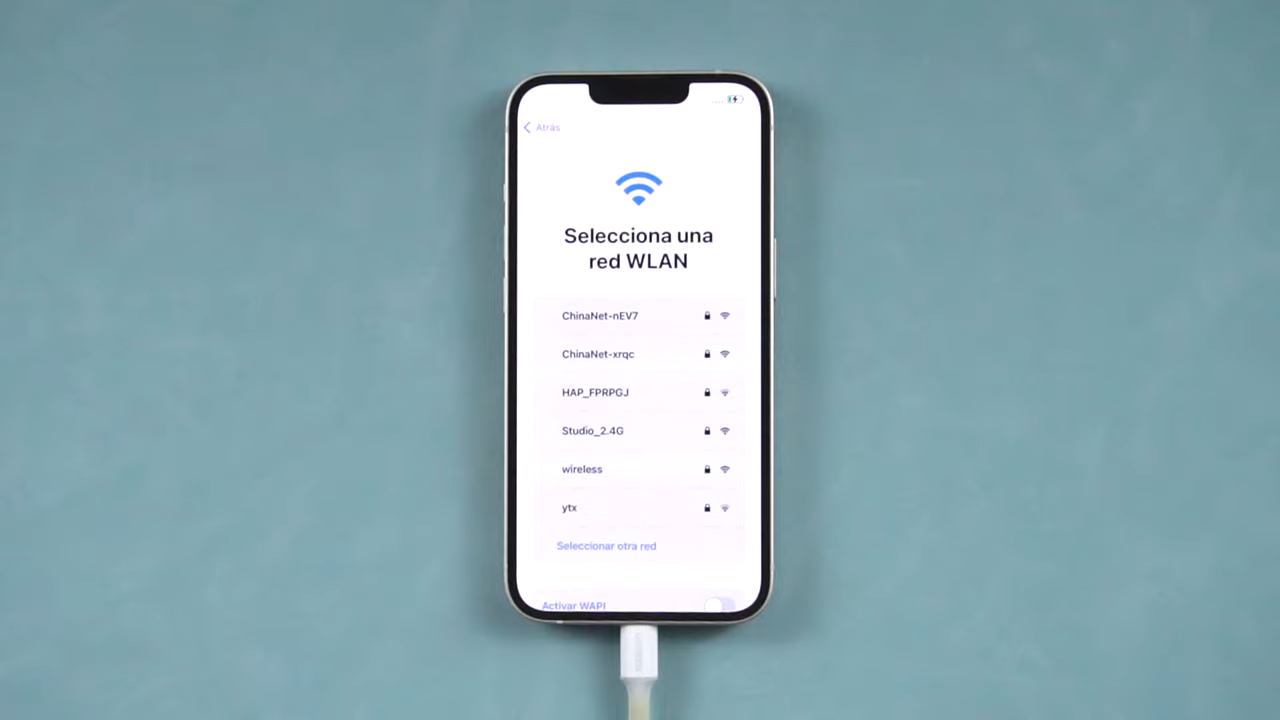 Atrás
Selecciona una
red WLAN
ChinaNet-nEV7
ChinaNet-xrqc
HAP_FPRPGJ
Studio_2.4G
wireless
ytx
Seleccionar otra red
Activar WAPI